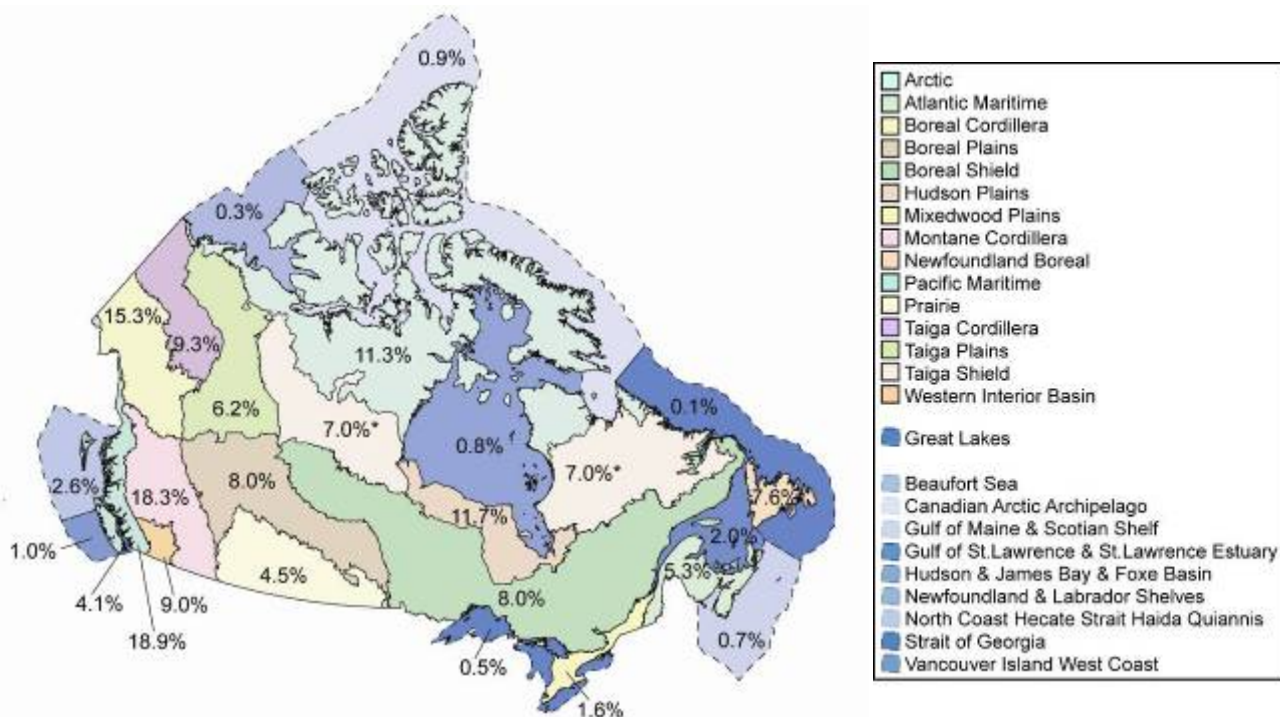 0.9%
0.3%
15.3%
9.3%
11.3%
6.2%
7.0%*
0.8%
0.1%
7.0%*
2.6%
18.3%
8.0%
11.7%
7.6%
2.0%
1.0%
4.5%
5.3%
4.1%
9.0%
8.0%
18.9%
0.5%
0.7%
1.6%
Arctic
Atlantic Maritime
Boreal Cordillera
Boreal Plains
Boreal Shield
Hudson Plains
Mixedwood Plains
Montane Cordillera
Newfoundland Boreal
Pacific Maritime
Prairie
Taiga Cordillera
Taiga Plains
Taiga Shield
Western Interior Basin
Great Lakes
Beaufort Sea
Canadian Arctic Archipelago
Gulf of Maine & Scotian Shelf
Gulf of St.Lawrence & St.Lawrence Estuary
Hudson & James Bay & Foxe Basin
Newfoundland & Labrador Shelves
North Coast Hecate Strait Haida Quiannis
Strait of Georgia
Vancouver Island West Coast